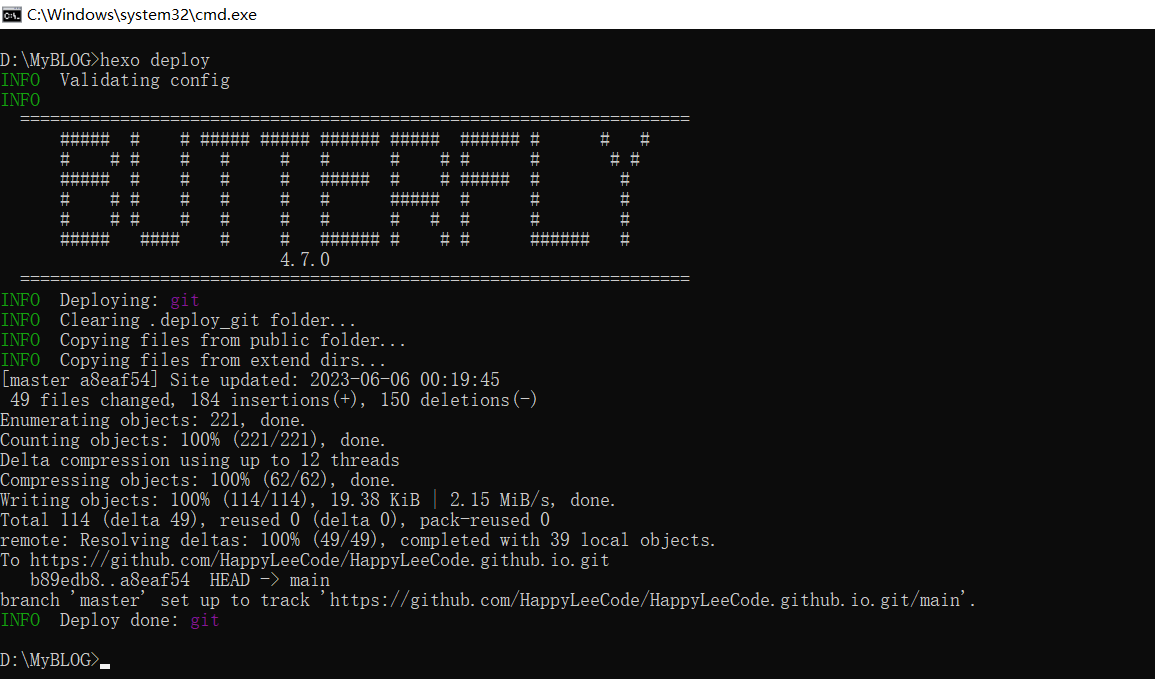 C:\Windows\system32\cmd.exe
D:\MyBLOG>hexo deploy
INFO  Validating config
INFO
  ===================================================================
      #####  #    # ##### ##### ###### #####  ###### #      #   #
      #    # #    #   #     #   #      #    # #      #       # #
      #####  #    #   #     #   #####  #    # #####  #        #
      #    # #    #   #     #   #      #####  #      #        #
      #    # #    #   #     #   #      #   #  #      #        #
      #####   ####    #     #   ###### #    # #      ######   #
                            4.7.0
  ===================================================================
INFO  Deploying: git
INFO  Clearing .deploy_git folder...
INFO  Copying files from public folder...
INFO  Copying files from extend dirs...
[master a8eaf54] Site updated: 2023-06-06 00:19:45
 49 files changed, 184 insertions(+), 150 deletions(-)
Enumerating objects: 221, done.
Counting objects: 100% (221/221), done.
Delta compression using up to 12 threads
Compressing objects: 100% (62/62), done.
Writing objects: 100% (114/114), 19.38 KiB | 2.15 MiB/s, done.
Total 114 (delta 49), reused 0 (delta 0), pack-reused 0
remote: Resolving deltas: 100% (49/49), completed with 39 local objects.
To https://github.com/HappyLeeCode/HappyLeeCode.github.io.git
   b89edb8..a8eaf54  HEAD -> main
branch 'master' set up to track 'https://github.com/HappyLeeCode/HappyLeeCode.github.io.git/main'.
INFO  Deploy done: git
D:\MyBLOG>